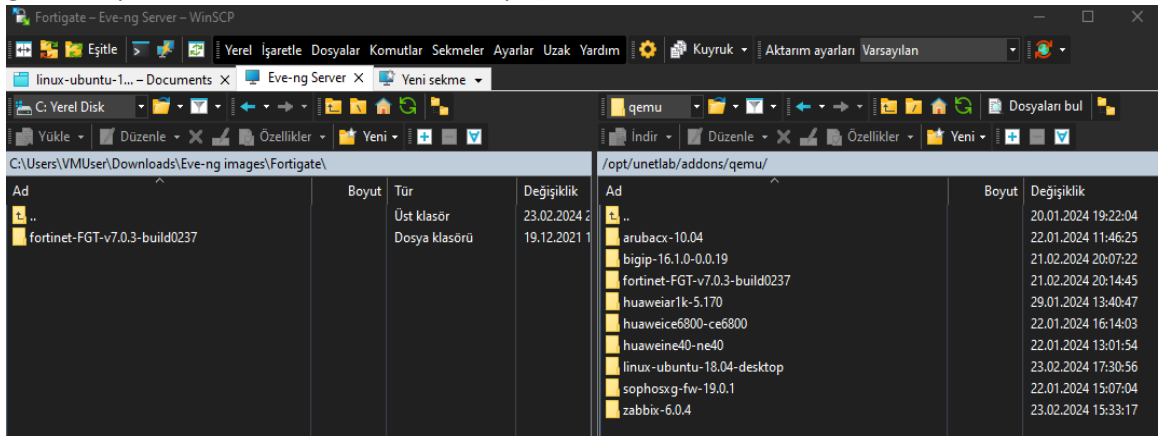 Fortigate – Eve-ng Server – WinSCP
Eşitle Yerel İşaretle Dosyalar Komutlar Sekmeler Ayarlar Uzak Yardım Kuyruk Aktarım ayarları Varsayılan
linux-ubuntu-1... – Documents X Eve-ng Server X Yeni sekme
C: Yerel Disk
qemu Dosyaları bul
Yükle Düzenle Özellikler Yeni
İndir Düzenle Özellikler Yeni
C:\Users\VMUser\Downloads\Eve-ng images\Fortigate\
/opt/unetlab/addons/qemu/
Ad Boyut Tür Değişiklik
.. Üst klasör 23.02.2024 2
fortinet-FGT-v7.0.3-build0237 Dosya klasörü 19.12.2021 1
Ad Boyut Değişiklik
.. 20.01.2024 19:22:04
arubacx-10.04 22.01.2024 11:46:25
bigip-16.1.0-0.0.19 21.02.2024 20:07:22
fortinet-FGT-v7.0.3-build0237 21.02.2024 20:14:45
huaweiar1k-5.170 29.01.2024 13:40:47
huaweice6800-ce6800 22.01.2024 16:14:03
huaweine40-ne40 22.01.2024 13:01:54
linux-ubuntu-18.04-desktop 23.02.2024 17:30:56
sophosxg-fw-19.0.1 22.01.2024 15:07:04
zabbix-6.0.4 23.02.2024 15:33:17